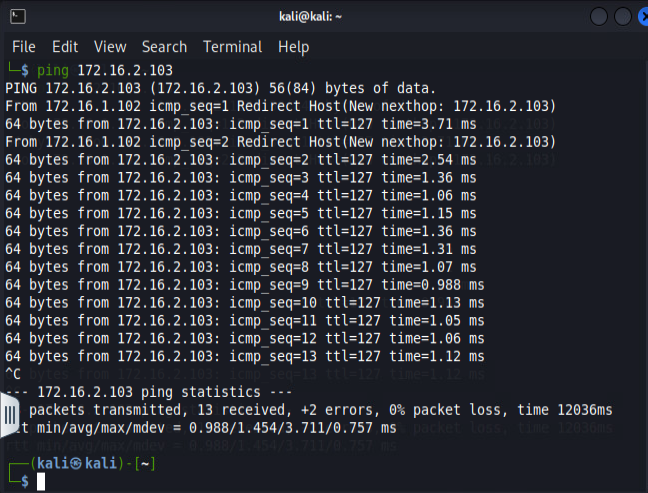 kali@kali: ~
File Edit View Search Terminal Help
└─$ ping 172.16.2.103
PING 172.16.2.103 (172.16.2.103) 56(84) bytes of data.
From 172.16.1.102 icmp_seq=1 Redirect Host(New nexthop: 172.16.2.103)
64 bytes from 172.16.2.103: icmp_seq=1 ttl=127 time=3.71 ms
From 172.16.1.102 icmp_seq=2 Redirect Host(New nexthop: 172.16.2.103)
64 bytes from 172.16.2.103: icmp_seq=2 ttl=127 time=2.54 ms
64 bytes from 172.16.2.103: icmp_seq=3 ttl=127 time=1.36 ms
64 bytes from 172.16.2.103: icmp_seq=4 ttl=127 time=1.06 ms
64 bytes from 172.16.2.103: icmp_seq=5 ttl=127 time=1.15 ms
64 bytes from 172.16.2.103: icmp_seq=6 ttl=127 time=1.36 ms
64 bytes from 172.16.2.103: icmp_seq=7 ttl=127 time=1.31 ms
64 bytes from 172.16.2.103: icmp_seq=8 ttl=127 time=1.07 ms
64 bytes from 172.16.2.103: icmp_seq=9 ttl=127 time=0.988 ms
64 bytes from 172.16.2.103: icmp_seq=10 ttl=127 time=1.13 ms
64 bytes from 172.16.2.103: icmp_seq=11 ttl=127 time=1.05 ms
64 bytes from 172.16.2.103: icmp_seq=12 ttl=127 time=1.06 ms
64 bytes from 172.16.2.103: icmp_seq=13 ttl=127 time=1.12 ms
^C
--- 172.16.2.103 ping statistics ---
packets transmitted, 13 received, +2 errors, 0% packet loss, time 12036ms
min/avg/max/mdev = 0.988/1.454/3.711/0.757 ms
┌──(kali㉿kali)-[~]
└─$